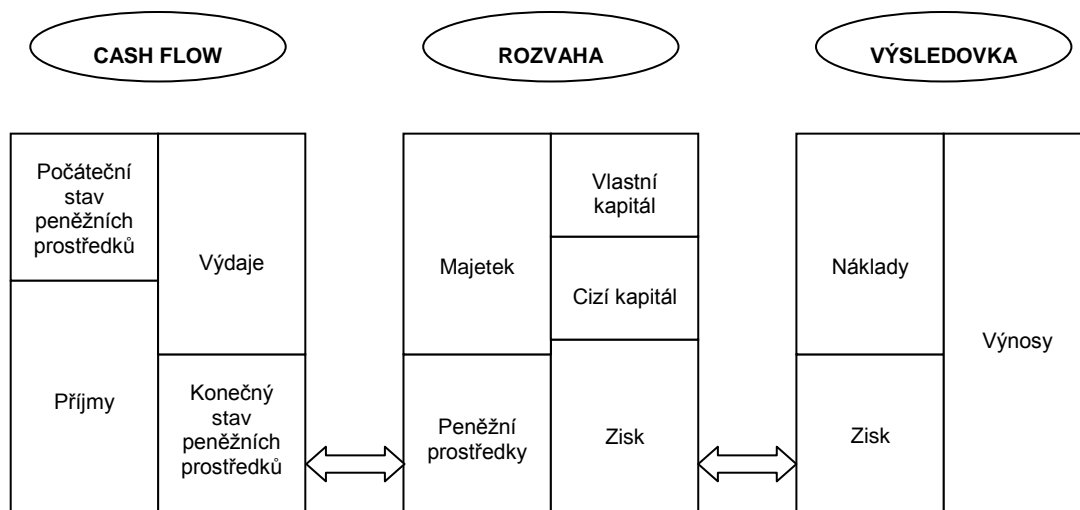 CASH FLOW
ROZVAHA
VÝSLEDOVKA
Počáteční
stav
peněžních
prostředků
Výdaje
Příjmy
Konečný
stav
peněžních
prostředků
Majetek
Vlastní
kapitál
Cizí kapitál
Peněžní
prostředky
Zisk
Náklady
Výnosy
Zisk